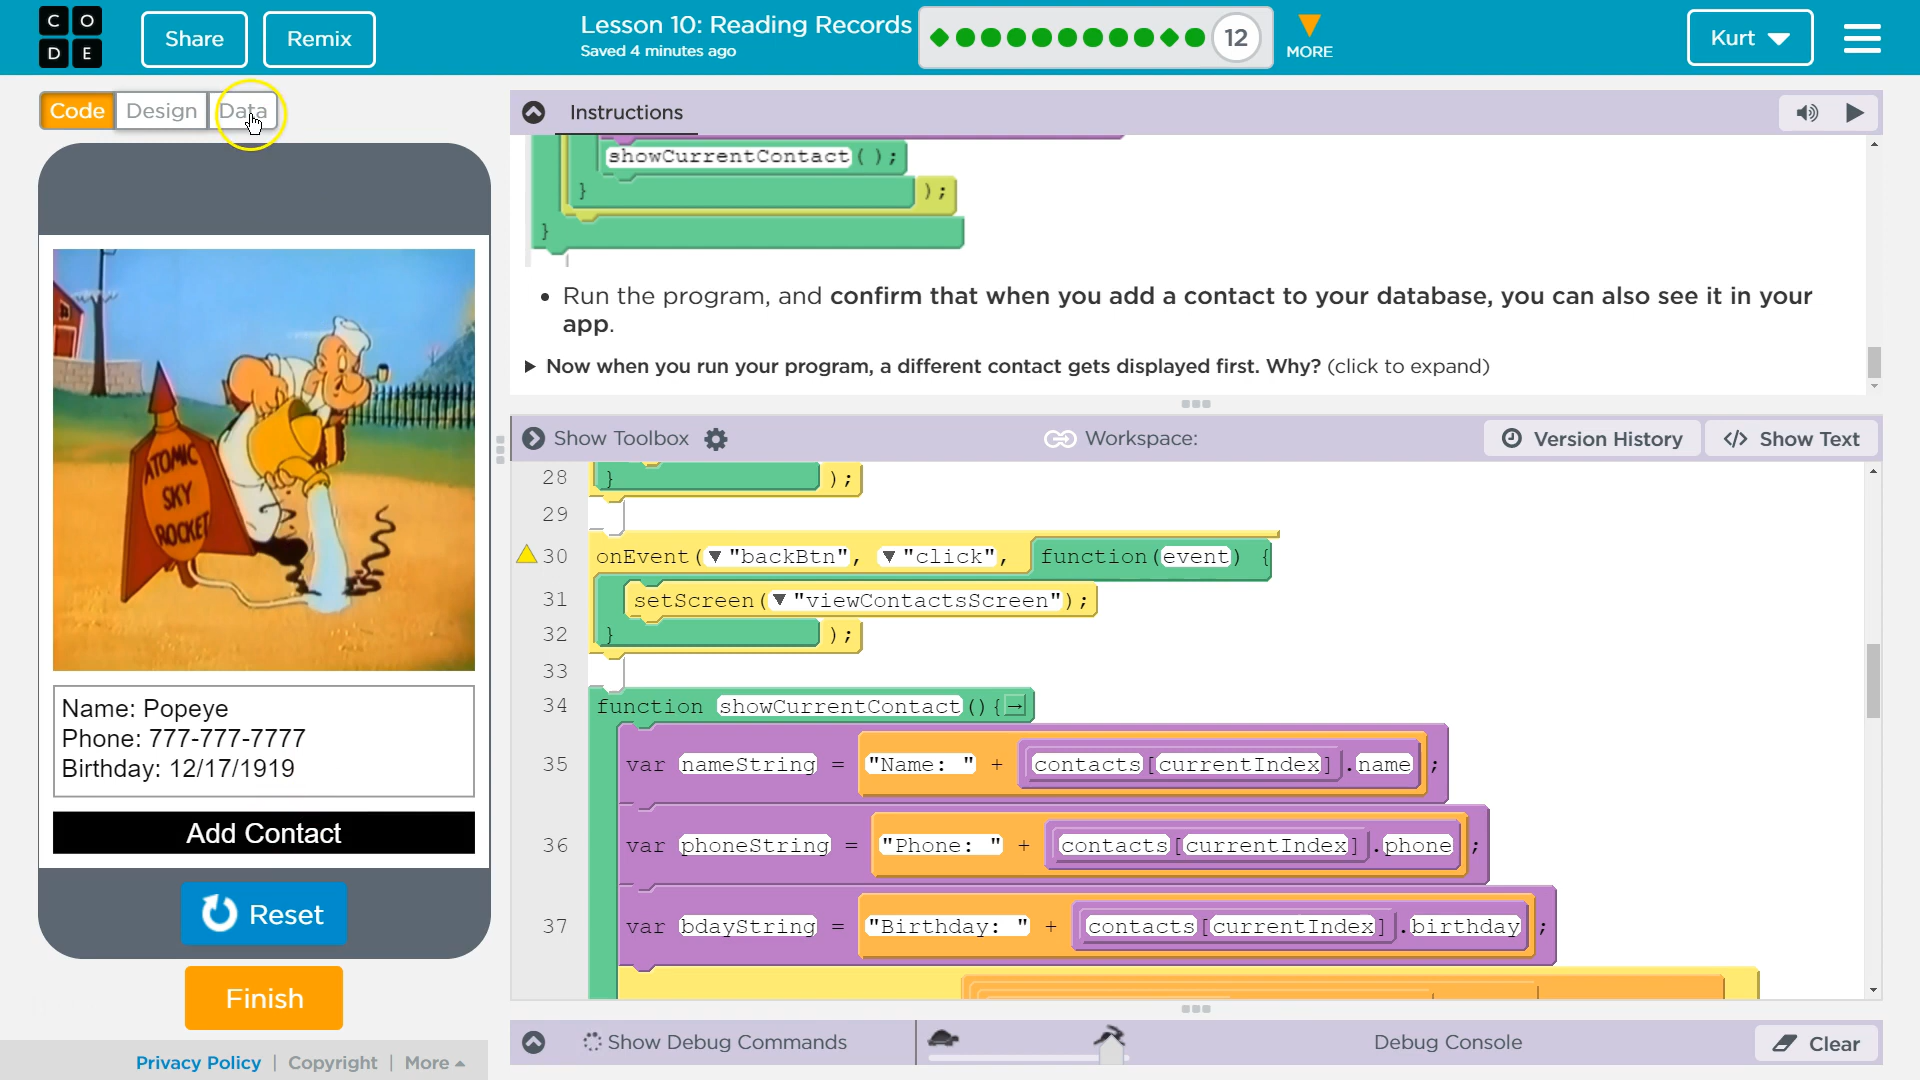 C O
D E
Share
Remix
Lesson 10: Reading Records
Saved 4 minutes ago
12
MORE
Kurt
Code
Design
Data
Instructions
showCurrentContact();
} );
}
Run the program, and confirm that when you add a contact to your database, you can also see it in your
app.
Now when you run your program, a different contact gets displayed first. Why? (click to expand)
ATOMIC
SKY
ROCKET
Name: Popeye
Phone: 777-777-7777
Birthday: 12/17/1919
Add Contact
Reset
Finish
Privacy Policy | Copyright | More
Show Toolbox
Workspace:
Version History
</> Show Text
28 } );
29
30 onEvent("backBtn", "click", function(event) {
31 setScreen("viewContactsScreen");
32 } );
33
34 function showCurrentContact(){
35 var nameString = "Name: " + contacts[currentIndex].name;
36 var phoneString = "Phone: " + contacts[currentIndex].phone;
37 var bdayString = "Birthday: " + contacts[currentIndex].birthday;
Show Debug Commands
Debug Console
Clear